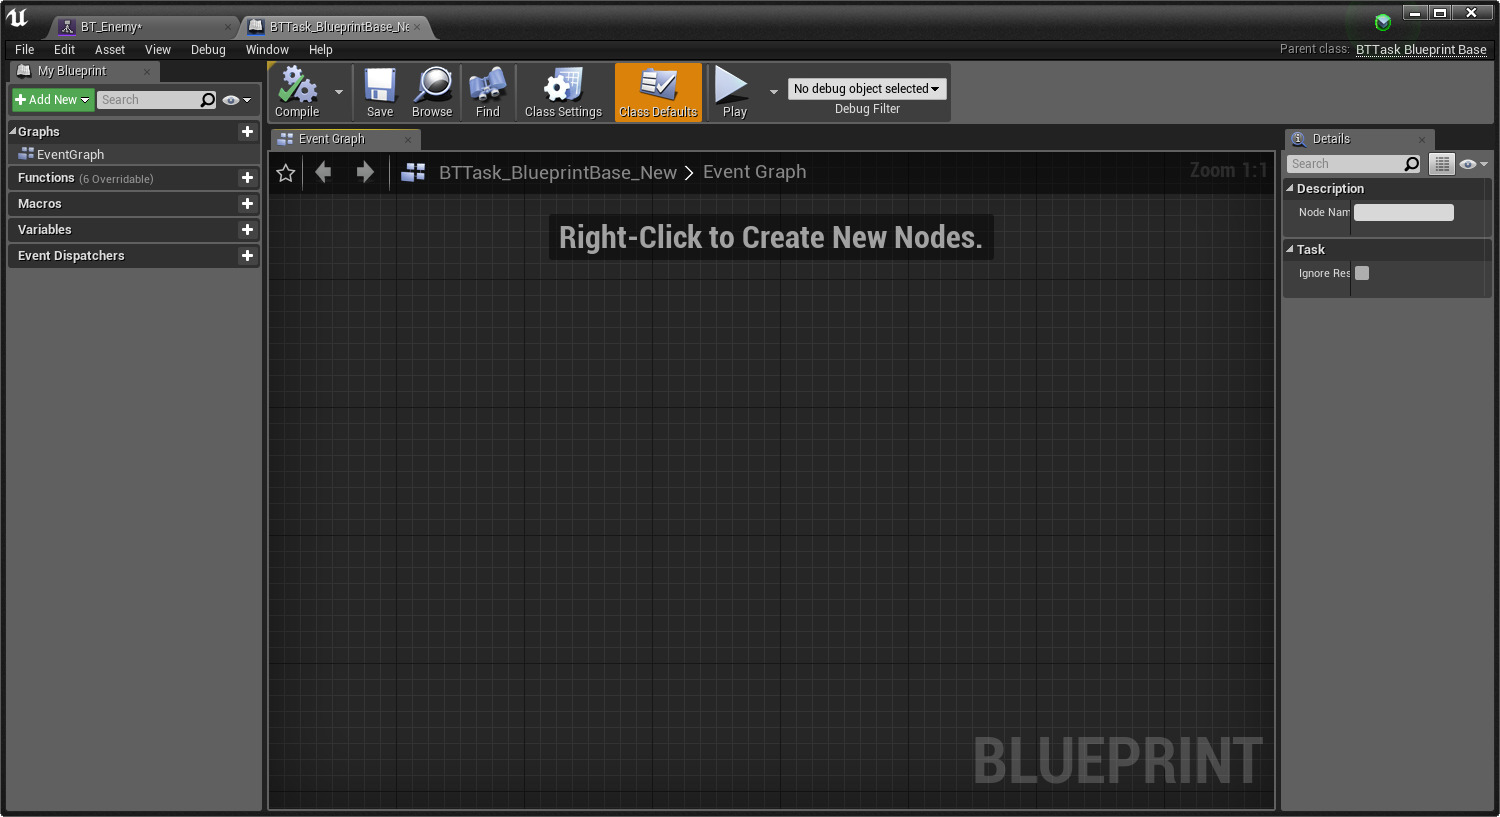 BT_Enemy*
BTTask_BlueprintBase_Ne
File Edit Asset View Debug Window Help
Parent class: BTTask Blueprint Base
My Blueprint
Add New
Search
Graphs
EventGraph
Functions (6 Overridable)
Macros
Variables
Event Dispatchers
Compile
Save
Browse
Find
Class Settings
Class Defaults
Play
No debug object selected
Debug Filter
Event Graph
BTTask_BlueprintBase_New > Event Graph
Zoom 1:1
Right-Click to Create New Nodes.
BLUEPRINT
Details
Search
Description
Node Nam
Task
Ignore Res